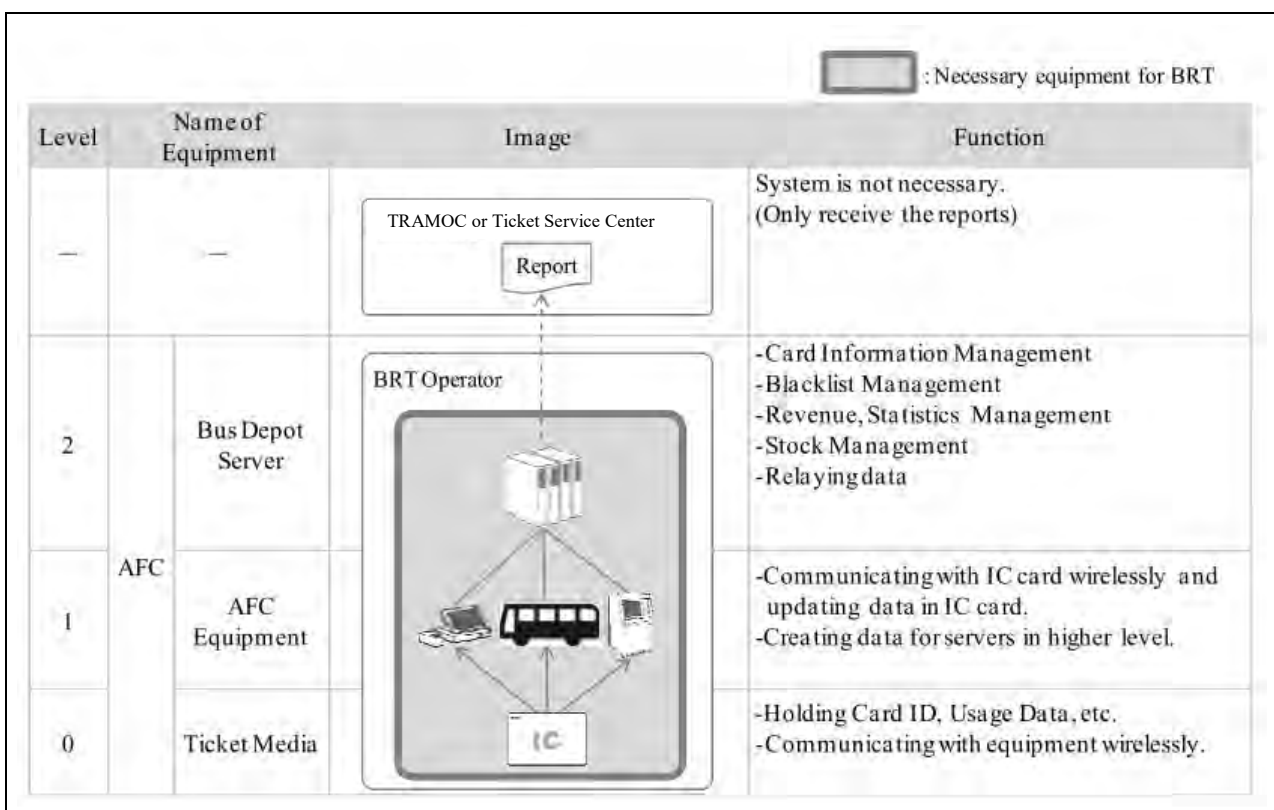 : Necessary equipment for BRT
Level
Name of
Equipment
Image
Function
—
—
TRAMOC or Ticket Service Center
Report
System is not necessary.
(Only receive the reports)
2
AFC
Bus Depot
Server
BRT Operator
-Card Information Management
-Blacklist Management
-Revenue, Statistics Management
-Stock Management
-Relaying data
1
AFC
Equipment
-Communicating with IC card wirelessly and
updating data in IC card.
-Creating data for servers in higher level.
0
Ticket Media
IC
-Holding Card ID, Usage Data, etc.
-Communicating with equipment wirelessly.